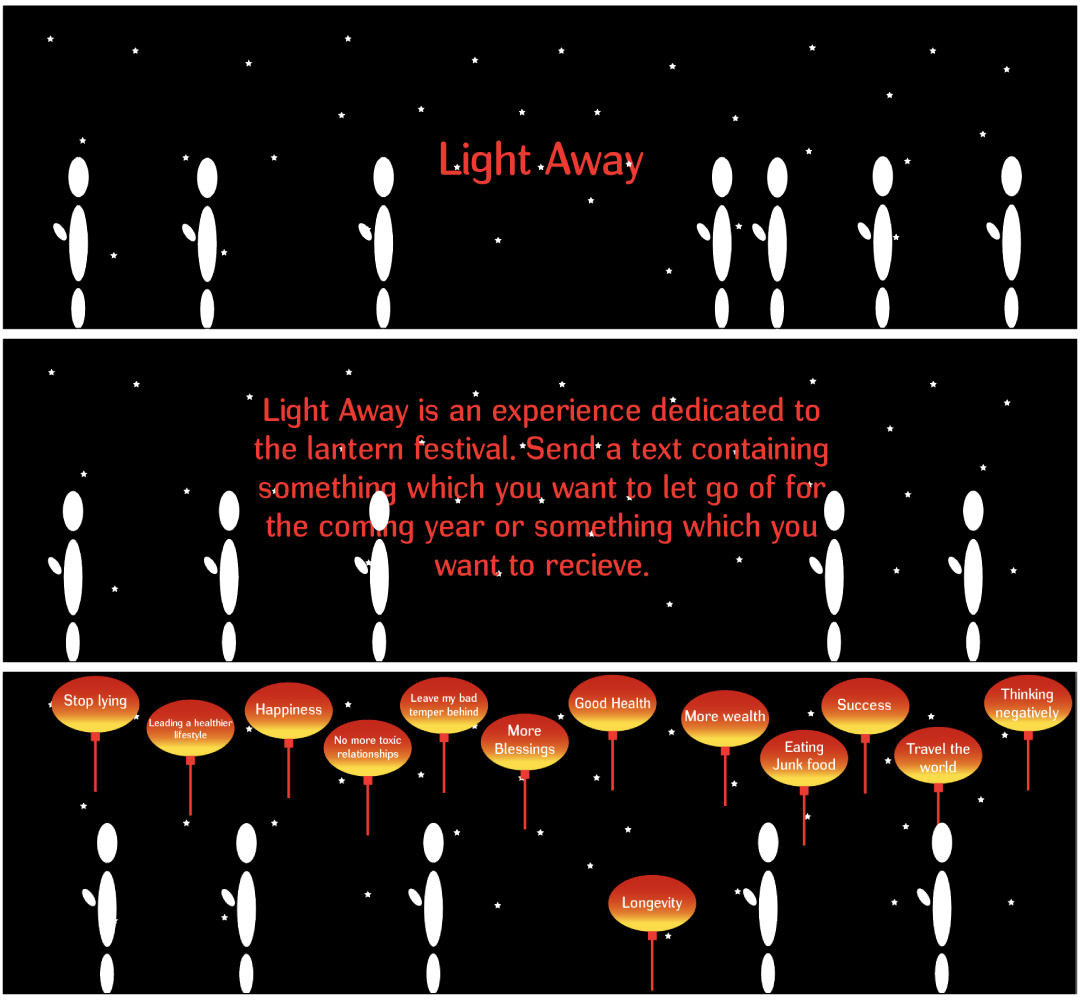 Light Away
Light Away is an experience dedicated to
the lantern festival. Send a text containing
something which you want to let go of for
the coming year or something which you
want to recieve.
Stop lying
Leading a healthier
lifestyle
Happiness
No more toxic
relationships
Leave my bad
temper behind
More
Blessings
Good Health
More wealth
Eating
Junk food
Success
Travel the
world
Thinking
negatively
Longevity